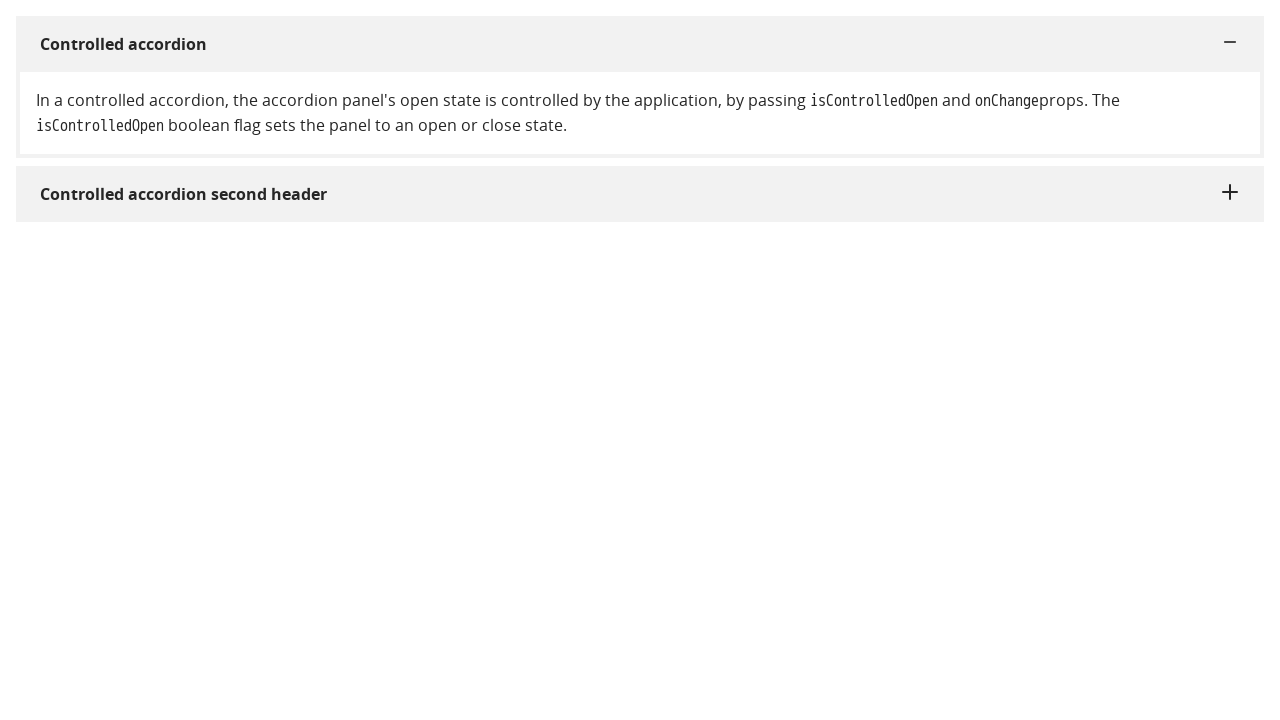 Controlled accordion
In a controlled accordion, the accordion panel's open state is controlled by the application, by passing isControlledOpen and onChangeprops. The
isControlledOpen boolean flag sets the panel to an open or close state.
Controlled accordion second header